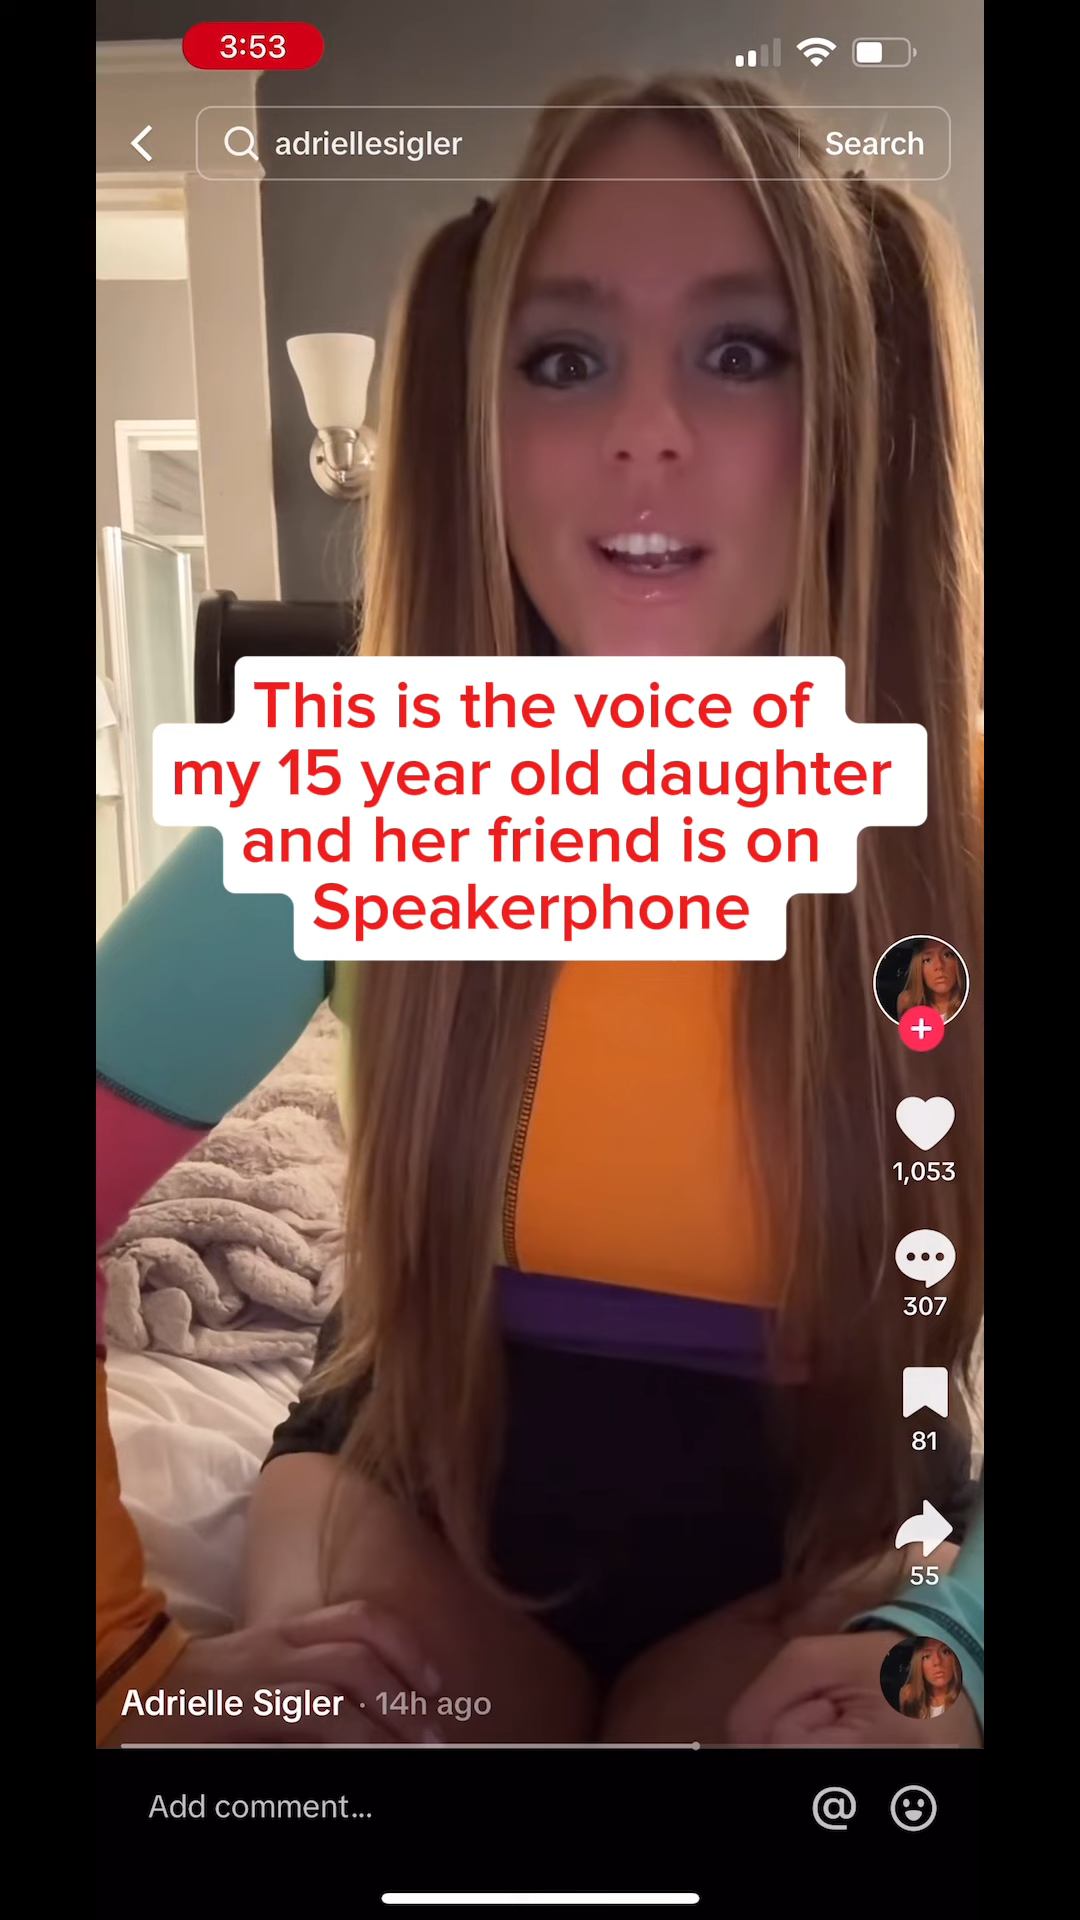 3:53
adriellesigler
Search
This is the voice of
my 15 year old daughter
and her friend is on
Speakerphone
1,053
307
81
55
Adrielle Sigler · 14h ago
Add comment...
@